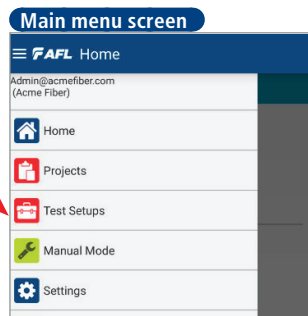 Main menu screen
AFL Home
Admin@acmefiber.com
(Acme Fiber)
Home
Projects
Test Setups
Manual Mode
Settings